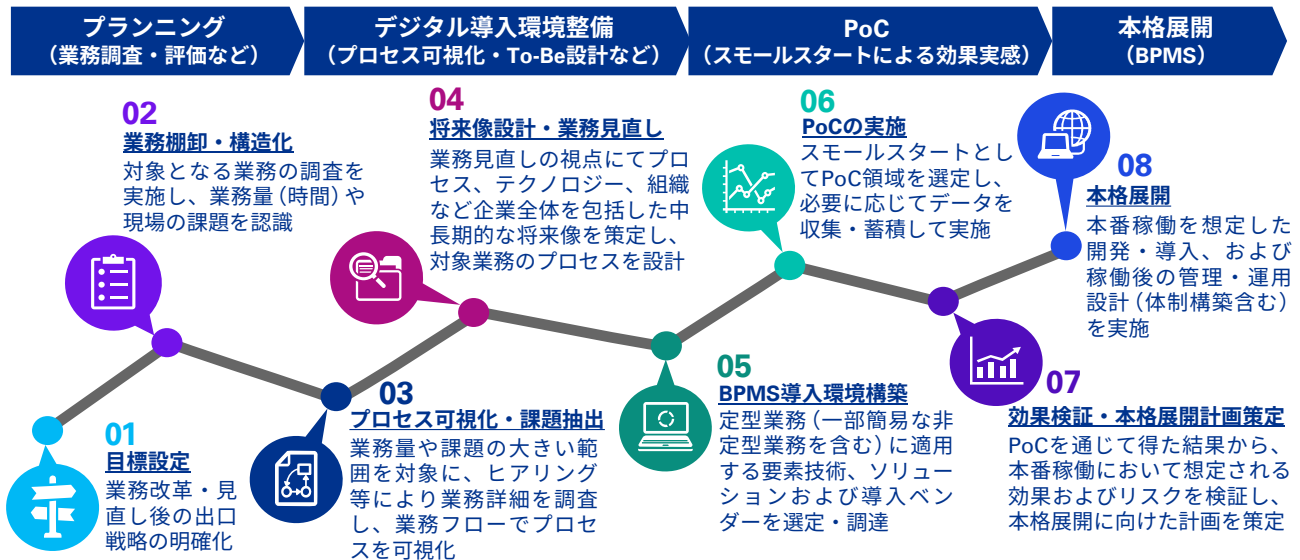 プランニング
（業務調査・評価など）
デジタル導入環境整備
（プロセス可視化・To-Be設計など）
PoC
（スモールスタートによる効果実感）
本格展開
（BPMS）
01
目標設定
業務改革・見
直し後の出口
戦略の明確化
02
業務棚卸・構造化
対象となる業務の調査を
実施し、業務量（時間）や
現場の課題を認識
03
プロセス可視化・課題抽出
業務量や課題の大きい範
囲を対象に、ヒアリング
等により業務詳細を調査
し、業務フローでプロセ
スを可視化
04
将来像設計・業務見直し
業務見直しの視点にてプロ
セス、テクノロジー、組織
など企業全体を包括した中
長期的な将来像を策定し、
対象業務のプロセスを設計
05
BPMS導入環境構築
定型業務（一部簡易な非
定型業務を含む）に適用
する要素技術、ソリュー
ションおよび導入ベン
ダーを選定・調達
06
PoCの実施
スモールスタートとし
てPoC領域を選定し、
必要に応じてデータを
収集・蓄積して実施
07
効果検証・本格展開計画策定
PoCを通じて得た結果から、
本番稼働において想定される
効果およびリスクを検証し、
本格展開に向けた計画を策定
08
本格展開
本番稼働を想定した
開発・導入、および
稼働後の管理・運用
設計（体制構築含む）
を実施